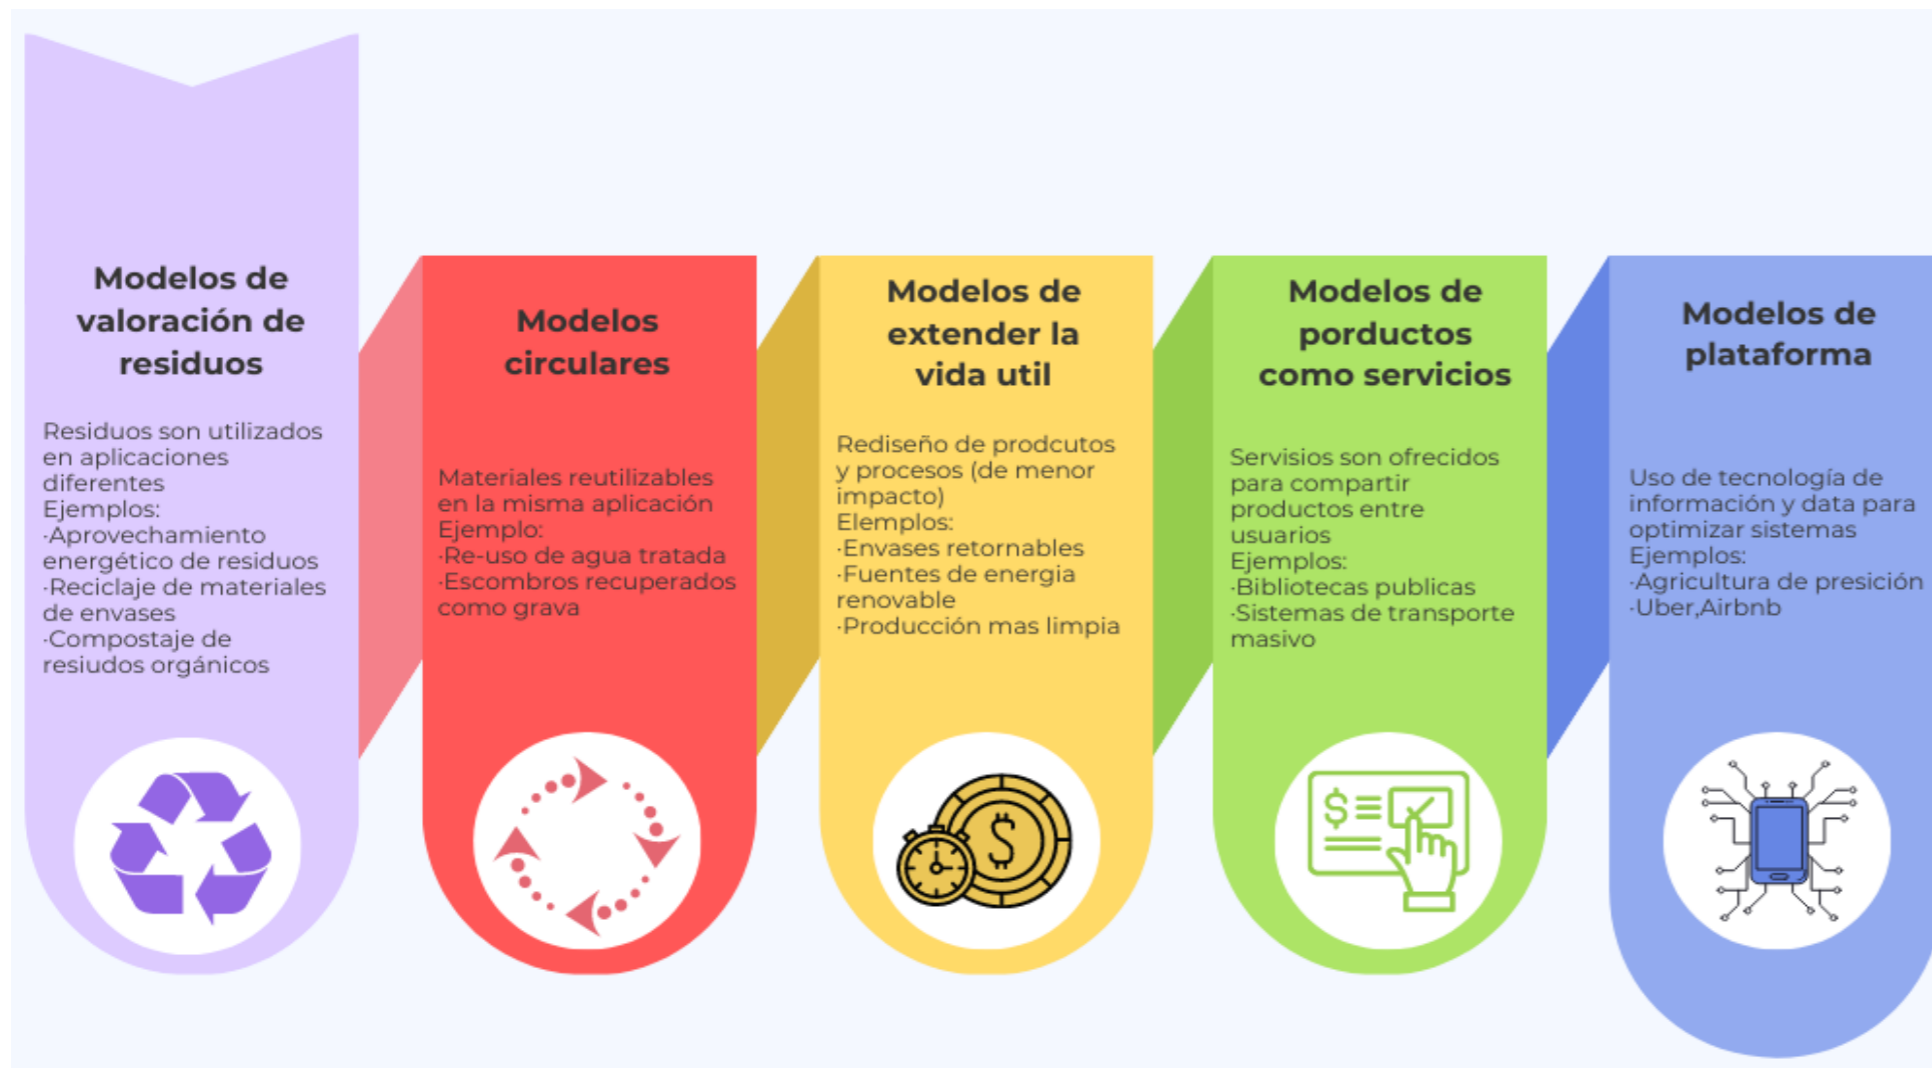 Modelos de
valoración de
residuos
Residuos son utilizados
en aplicaciones
diferentes
Ejemplos:
·Aprovechamiento
energético de residuos
·Reciclaje de materiales
de envases
·Compostaje de
resiudos orgánicos
Modelos
circulares
Materiales reutilizables
en la misma aplicación
Ejemplo:
·Re-uso de agua tratada
·Escombros recuperados
como grava
Modelos de
extender la
vida util
Rediseño de prodcutos
y procesos (de menor
impacto)
Elemplos:
·Envases retornables
·Fuentes de energia
renovable
·Producción mas limpia
Modelos de
porductos
como servicios
Servisios son ofrecidos
para compartir
productos entre
usuarios
Ejemplos:
·Bibliotecas publicas
·Sistemas de transporte
masivo
Modelos de
plataforma
Uso de tecnología de
información y data para
optimizar sistemas
Ejemplos:
·Agricultura de presición
·Uber,Airbnb